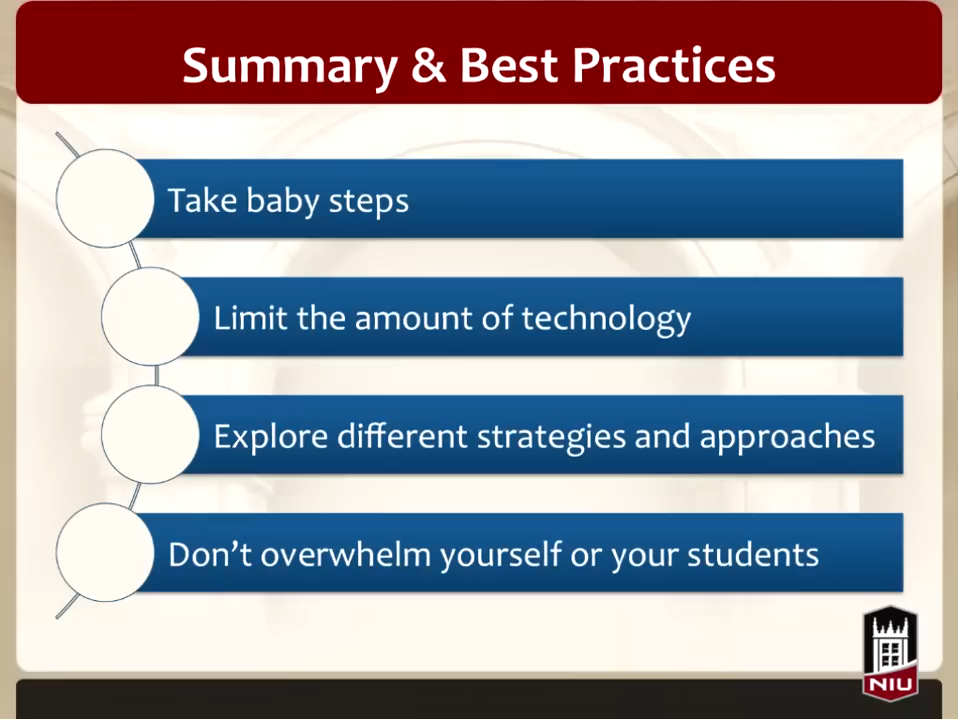 Summary & Best Practices
Take baby steps
Limit the amount of technology
Explore different strategies and approaches
Don’t overwhelm yourself or your students
NIU